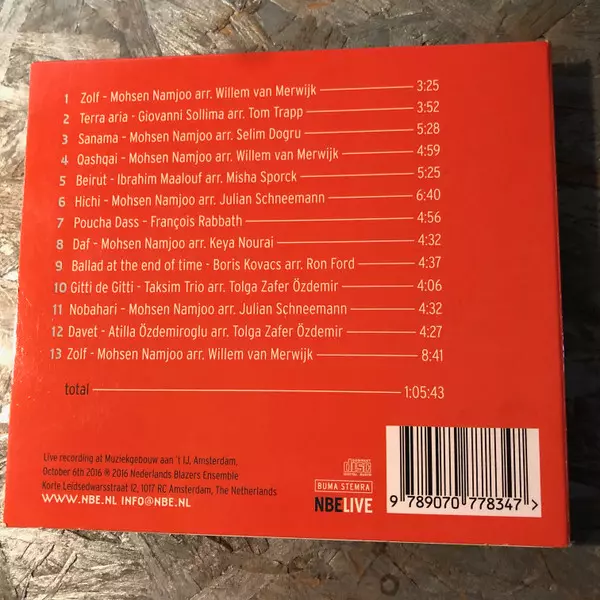 1 Zolf - Mohsen Namjoo arr. Willem van Merwijk 3:25
2 Terra aria - Giovanni Sollima arr. Tom Trapp 3:52
3 Sanama - Mohsen Namjoo arr. Selim Dogru 5:28
4 Qashqai - Mohsen Namjoo arr. Willem van Merwijk 4:59
5 Beirut - Ibrahim Maalouf arr. Misha Sporck 5:25
6 Hichi - Mohsen Namjoo arr. Julian Schneemann 6:40
7 Poucha Dass - François Rabbath 4:56
8 Daf - Mohsen Namjoo arr. Keya Nourai 4:32
9 Ballad at the end of time - Boris Kovacs arr. Ron Ford 4:37
10 Gitti de Gitti - Taksim Trio arr. Tolga Zafer Özdemir 4:06
11 Nobahari - Mohsen Namjoo arr. Julian Schneemann 4:32
12 Davet - Atilla Özdemiroglu arr. Tolga Zafer Özdemir 4:27
13 Zolf - Mohsen Namjoo arr. Willem van Merwijk 8:41
total 1:05:43
Live recording at Muziekgebouw aan 't IJ, Amsterdam,
October 6th 2016 ® 2016 Nederlands Blazers Ensemble
Korte Leidsedwarsstraat 12, 1017 RC Amsterdam, The Netherlands
WWW.NBE.NL INFO@NBE.NL
COMPACT
disc
DIGITAL AUDIO
BUMA STEMRA
NBELIVE
9 789070 778347 >